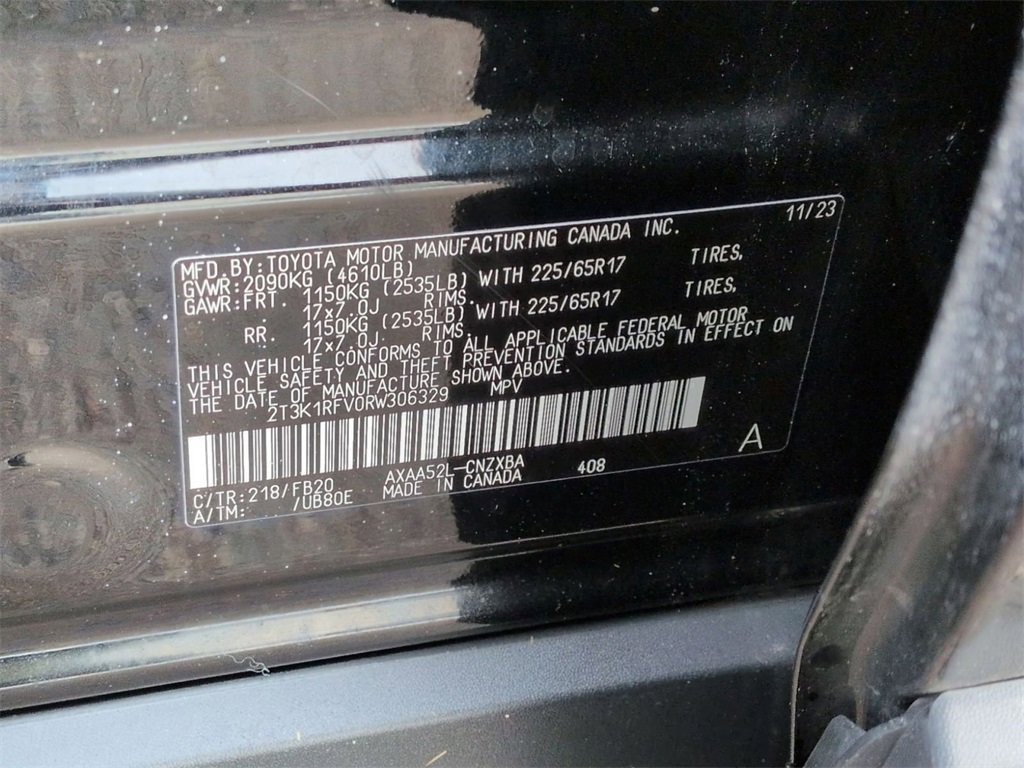 11/23
MFD.BY:TOYOTA MOTOR MANUFACTURING CANADA INC.
GVWR:2090KG (4610LB)
GAWR:FRT. 1150KG (2535LB) WITH 225/65R17 TIRES,
17x7.0J RIMS.
RR. 1150KG (2535LB) WITH 225/65R17 TIRES,
17x7.0J RIMS.
THIS VEHICLE CONFORMS TO ALL APPLICABLE FEDERAL MOTOR
VEHICLE SAFETY AND THEFT PREVENTION STANDARDS IN EFFECT ON
THE DATE OF MANUFACTURE SHOWN ABOVE.
2T3K1RFV0RW306329 MPV
A
C/TR:218/FB20 AXAA52L-CNZXBA 408
A/TM: /UB80E MADE IN CANADA